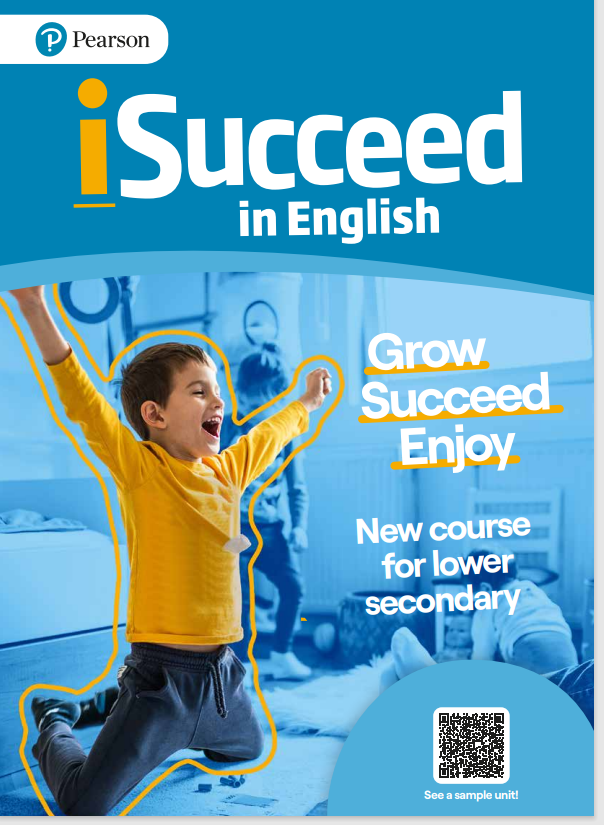 Pearson
iSucceed
in English
Grow
Succeed
Enjoy
New course
for lower
secondary
See a sample unit!